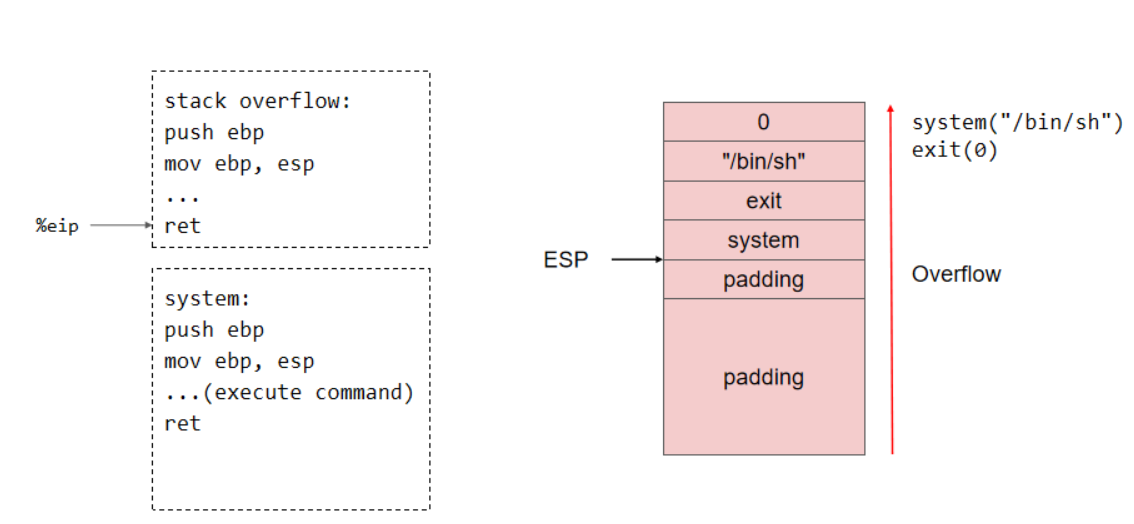 stack overflow:
push ebp
mov ebp, esp
...
ret
%eip
system:
push ebp
mov ebp, esp
...(execute command)
ret
ESP
0
"/bin/sh"
exit
system
padding
padding
system("/bin/sh")
exit(0)
Overflow